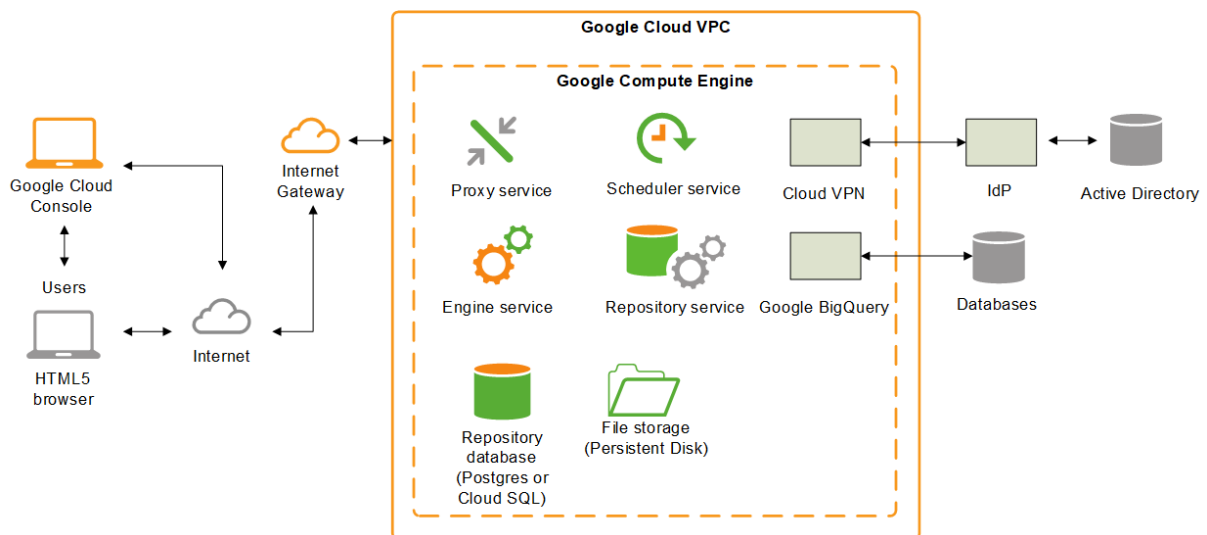 Google Cloud VPC
Google Compute Engine
Google Cloud
Console
Users
HTML5
browser
Internet
Internet
Gateway
Proxy service
Scheduler service
Cloud VPN
IdP
Active Directory
Engine service
Repository service
Google BigQuery
Databases
Repository
database
(Postgres or
Cloud SQL)
File storage
(Persistent Disk)